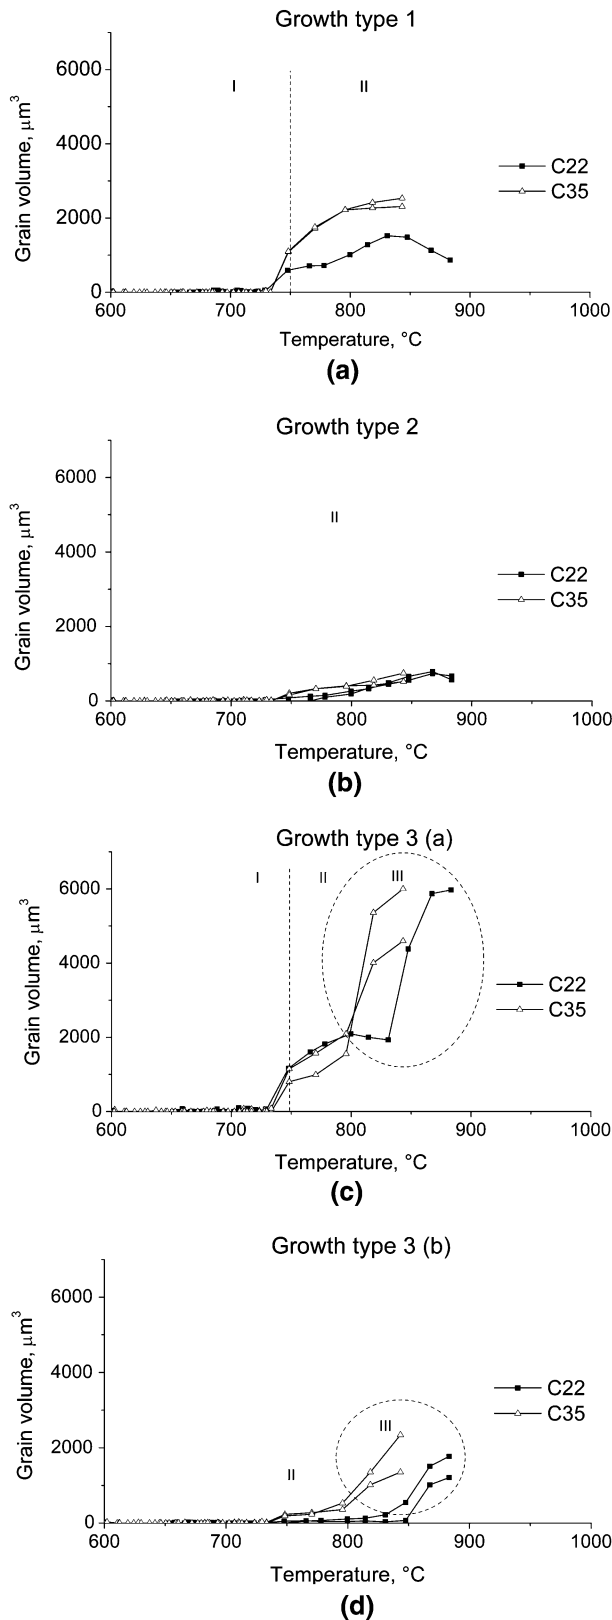 Growth type 1
6000
4000
2000
0
Grain volume, μm³
I
II
C22
C35
600
700
800
900
1000
Temperature, °C
(a)
Growth type 2
6000
4000
2000
0
Grain volume, μm³
II
C22
C35
600
700
800
900
1000
Temperature, °C
(b)
Growth type 3 (a)
6000
4000
2000
0
Grain volume, μm³
I
II
III
C22
C35
600
700
800
900
1000
Temperature, °C
(c)
Growth type 3 (b)
6000
4000
2000
0
Grain volume, μm³
II
III
C22
C35
600
700
800
900
1000
Temperature, °C
(d)